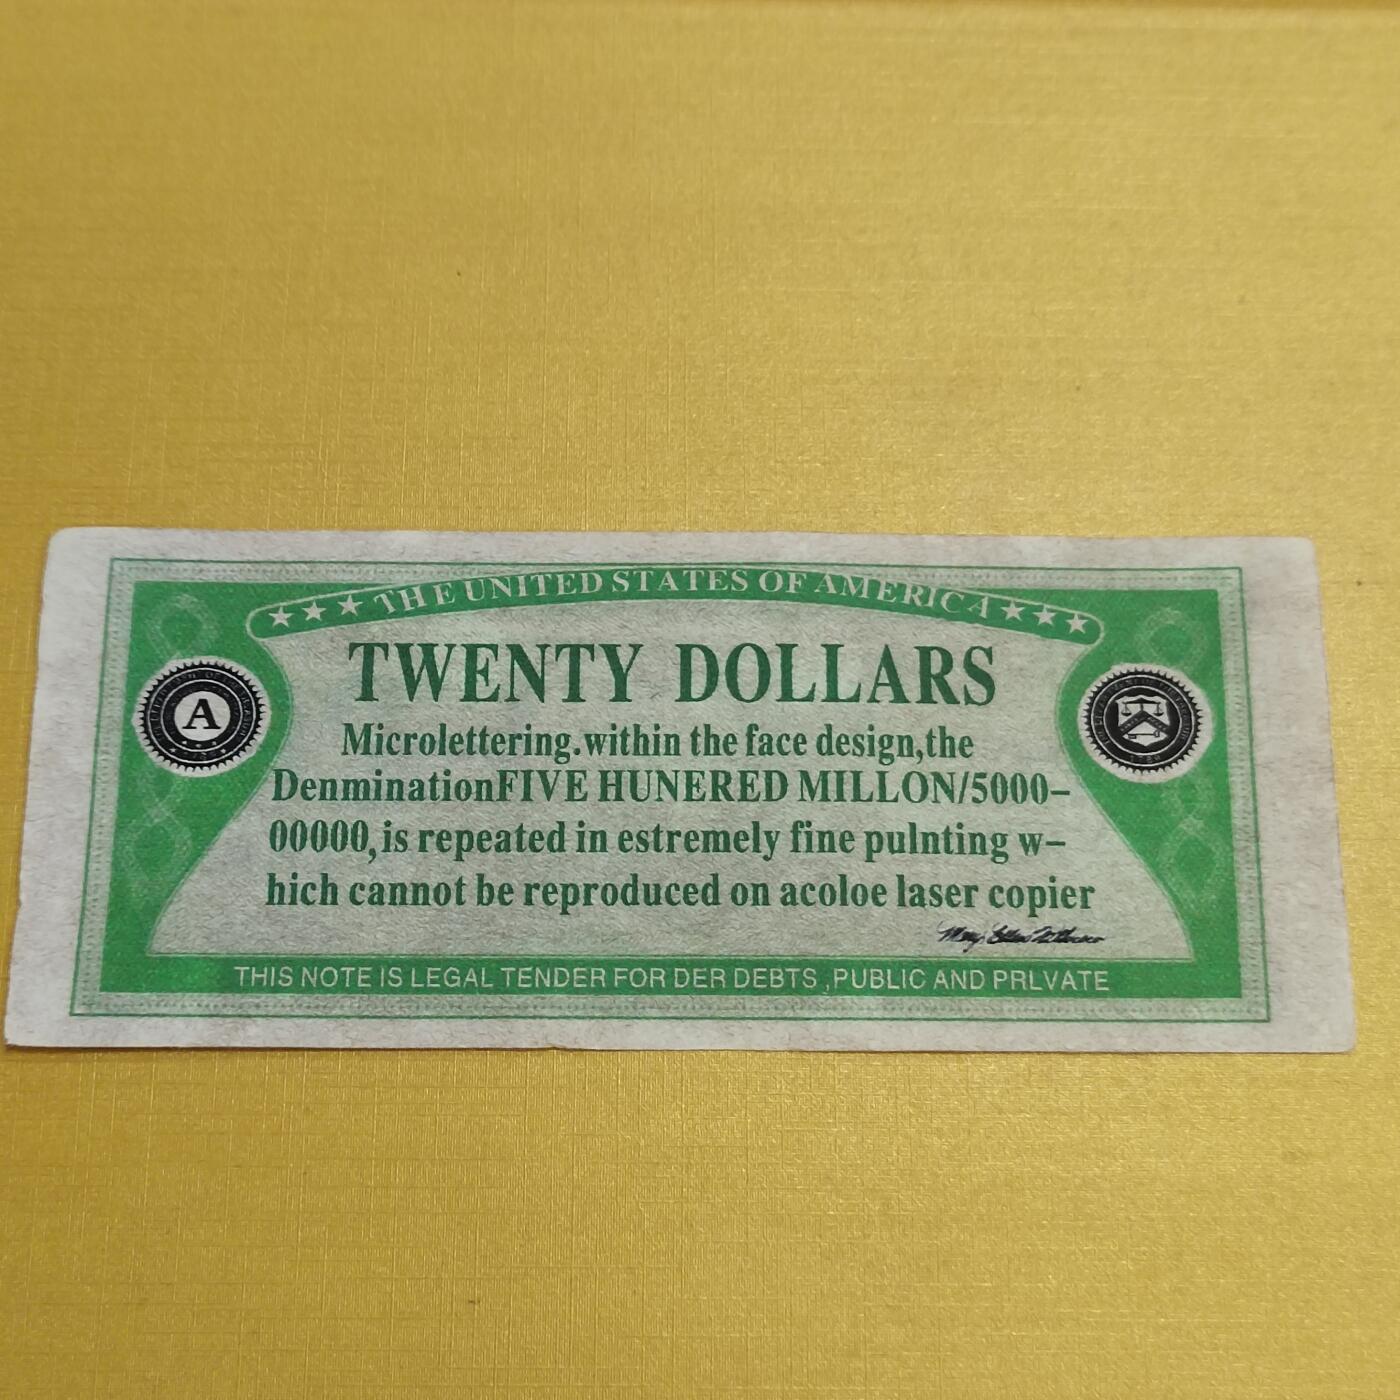 THE UNITED STATES OF AMERICA
TWENTY DOLLARS
Microlettering.within the face design,the
DenminationFIVE HUNERED MILLON/5000-
00000,is repeated in estremely fine pulnting w-
hich cannot be reproduced on acoloe laser copier
A
THIS NOTE IS LEGAL TENDER FOR DER DEBTS ,PUBLIC AND PRLVATE